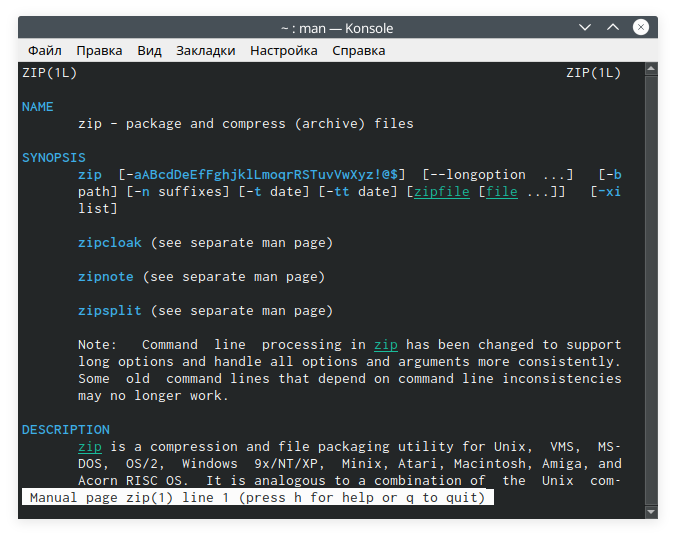 ~ : man — Konsole
Файл Правка Вид Закладки Настройка Справка
ZIP(1L) ZIP(1L)
NAME
zip - package and compress (archive) files
SYNOPSIS
zip [-aABcdDeEfFghjklLmoqrRSTuvVwXyz!@$] [--longoption ...] [-b
path] [-n suffixes] [-t date] [-tt date] [zipfile [file ...]] [-xi
list]
zipcloak (see separate man page)
zipnote (see separate man page)
zipsplit (see separate man page)
Note: Command line processing in zip has been changed to support
long options and handle all options and arguments more consistently.
Some old command lines that depend on command line inconsistencies
may no longer work.
DESCRIPTION
zip is a compression and file packaging utility for Unix, VMS, MS-
DOS, OS/2, Windows 9x/NT/XP, Minix, Atari, Macintosh, Amiga, and
Acorn RISC OS. It is analogous to a combination of the Unix com-
Manual page zip(1) line 1 (press h for help or q to quit)